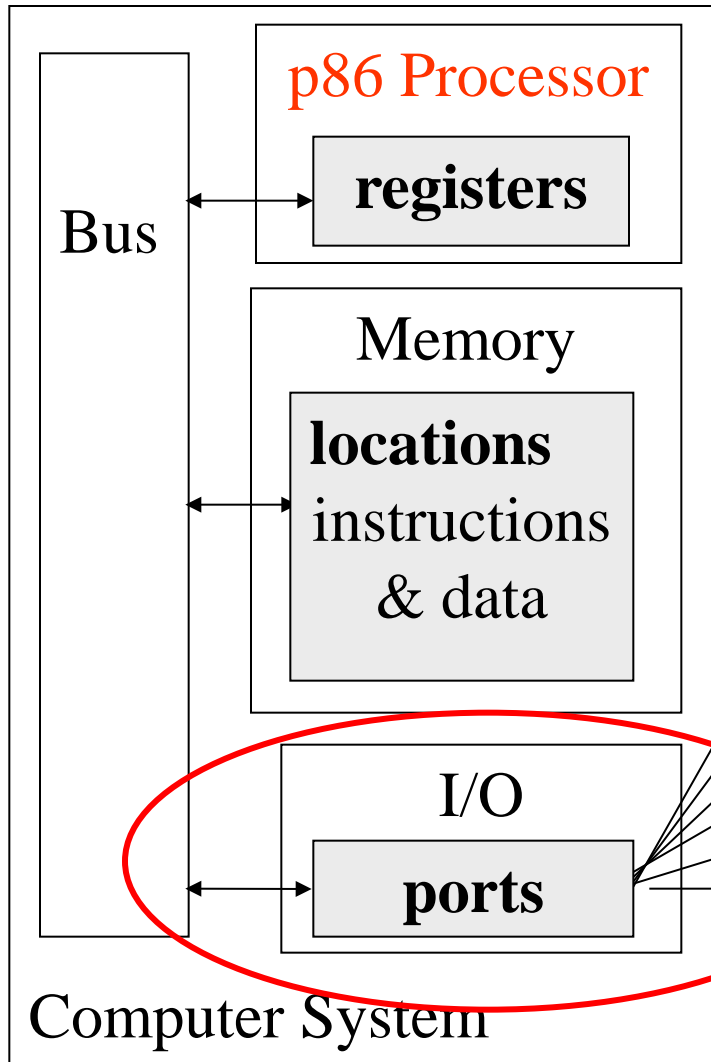 p86 Processor
registers
Bus
Memory
locations
instructions
& data
I/O
ports
Computer System